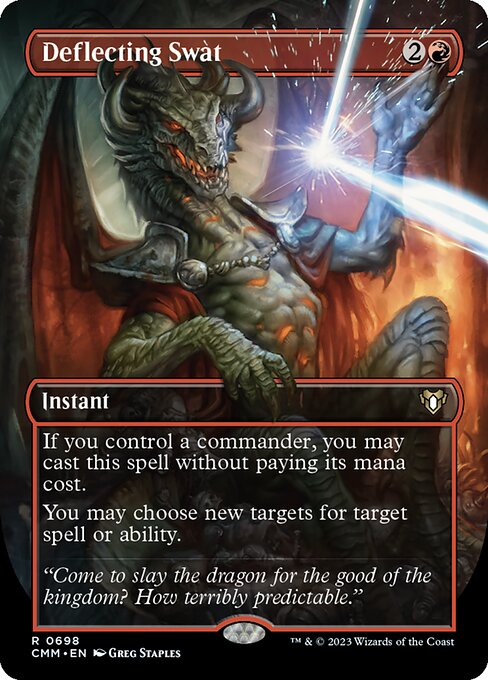 Deflecting Swat 2
Instant
If you control a commander, you may
cast this spell without paying its mana
cost.
You may choose new targets for target
spell or ability.
“Come to slay the dragon for the good of the
kingdom? How terribly predictable.”
R 0698 ™ & © 2023 Wizards of the Coast
CMM • EN Greg Staples